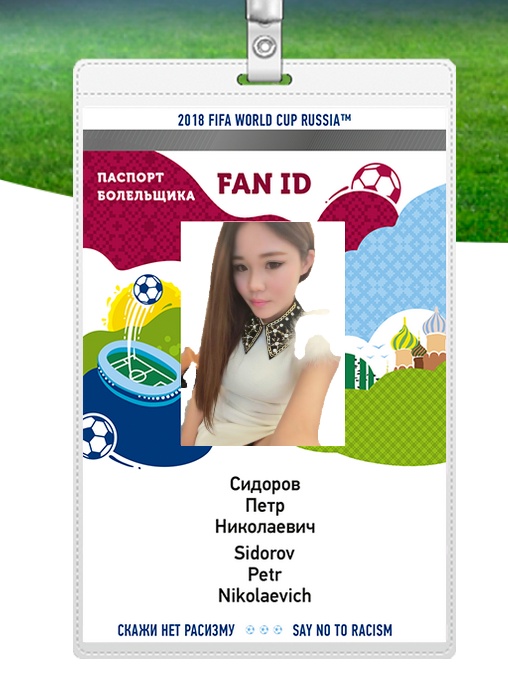 2018 FIFA WORLD CUP RUSSIA™
ПАСПОРТ
БОЛЕЛЬЩИКА
FAN ID
Сидоров
Петр
Николаевич
Sidorov
Petr
Nikolaevich
СКАЖИ НЕТ РАСИЗМУ SAY NO TO RACISM